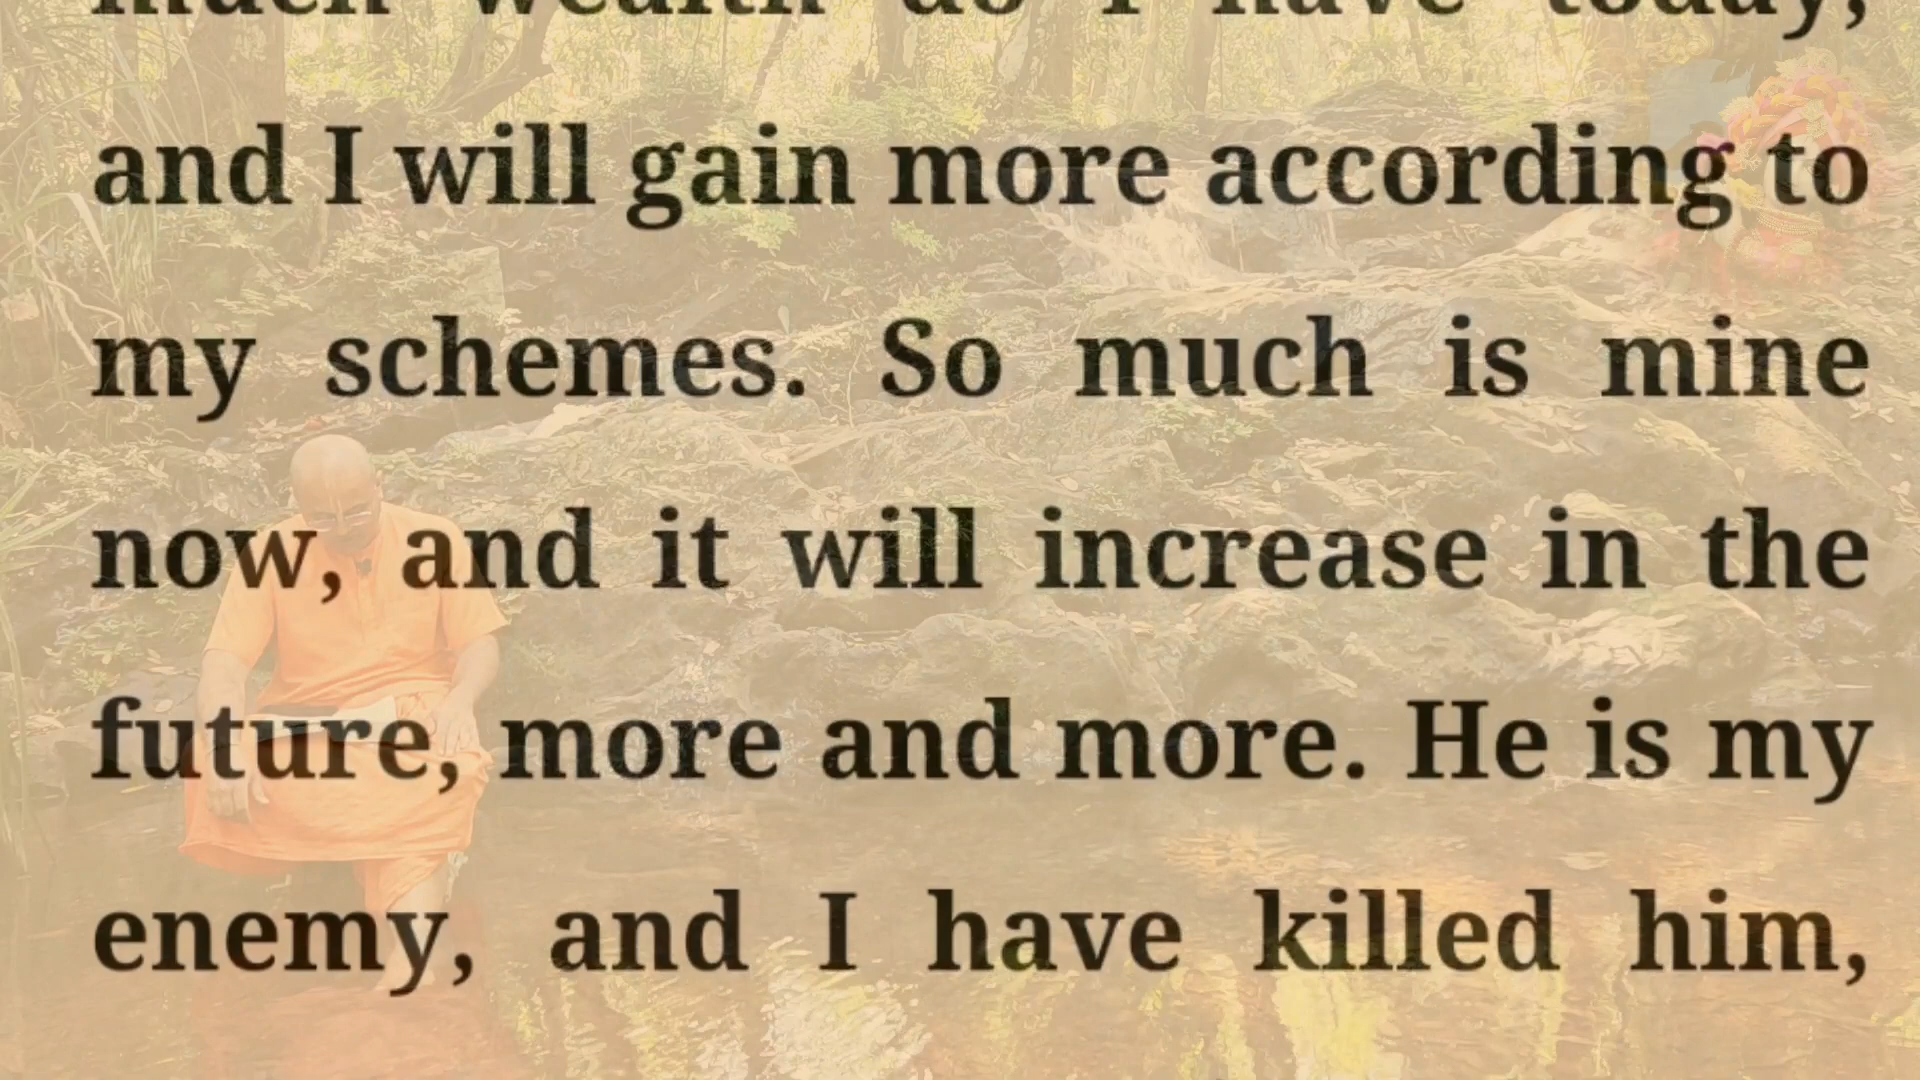 much wealth do I have today,
and I will gain more according to
my schemes. So much is mine
now, and it will increase in the
future, more and more. He is my
enemy, and I have killed him,